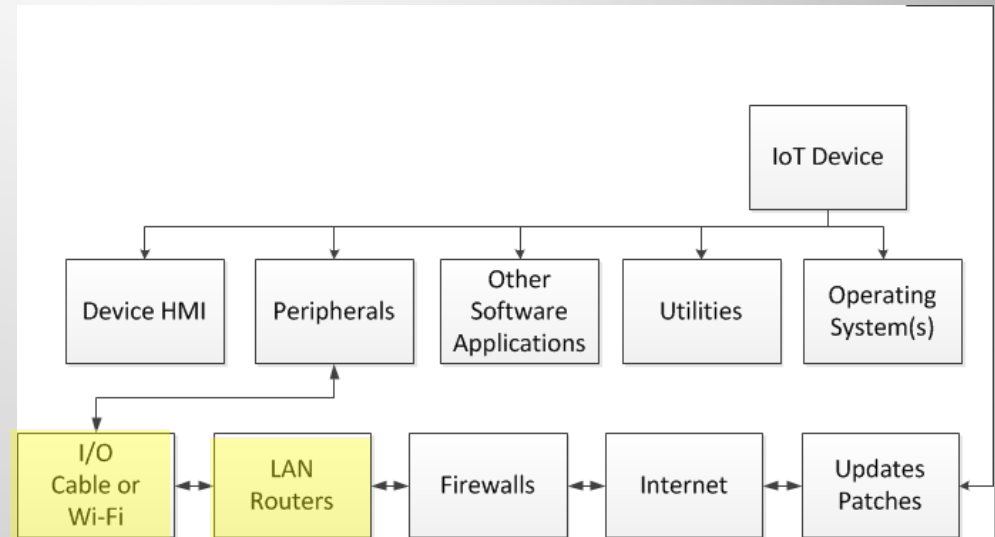 IoT Device
Device HMI
Peripherals
Other
Software
Applications
Utilities
Operating
System(s)
I/O
Cable or
Wi-Fi
LAN
Routers
Firewalls
Internet
Updates
Patches